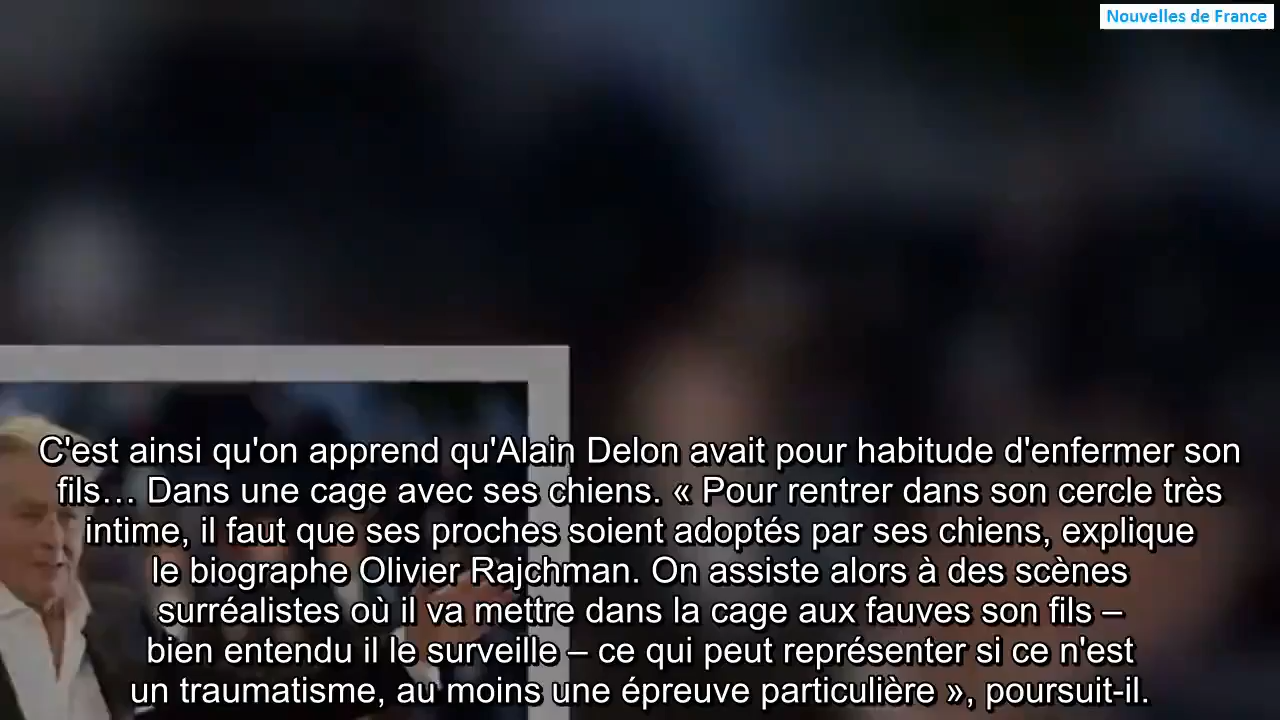 Nouvelles de France
C'est ainsi qu'on apprend qu'Alain Delon avait pour habitude d'enfermer son
fils… Dans une cage avec ses chiens. « Pour rentrer dans son cercle très
intime, il faut que ses proches soient adoptés par ses chiens, explique
le biographe Olivier Rajchman. On assiste alors à des scènes
surréalistes où il va mettre dans la cage aux fauves son fils –
bien entendu il le surveille – ce qui peut représenter si ce n'est
un traumatisme, au moins une épreuve particulière », poursuit-il.